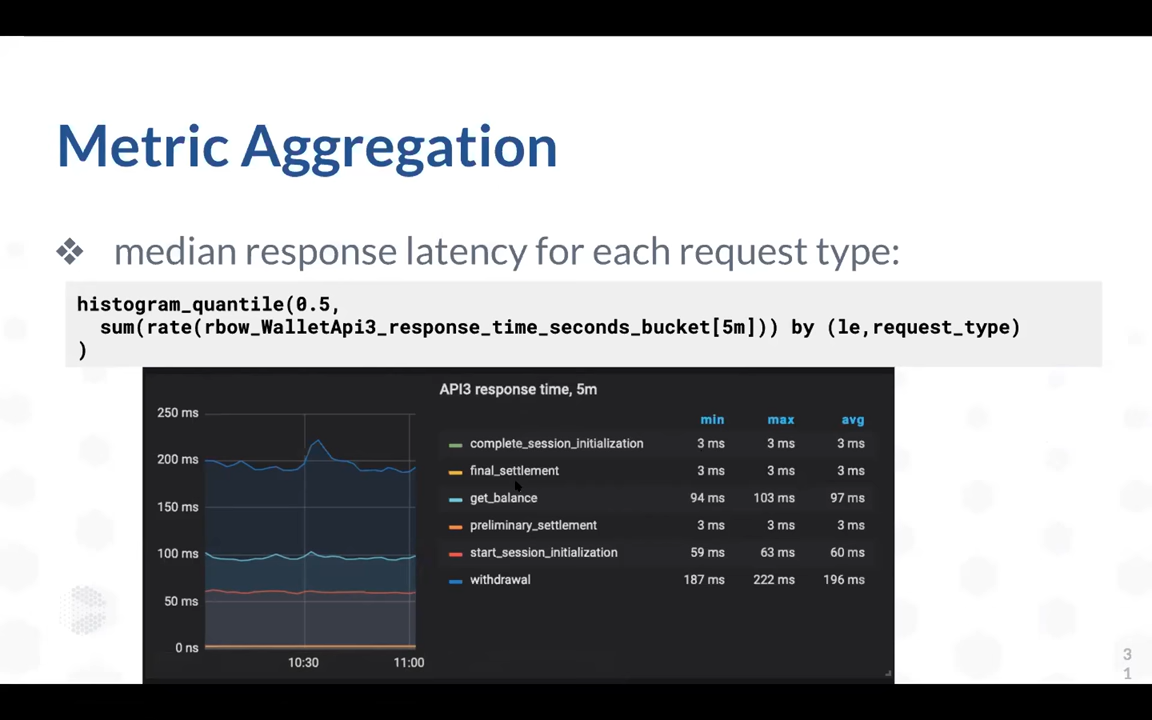 Metric Aggregation
❖ median response latency for each request type:
histogram_quantile(0.5,
sum(rate(rbow_WalletApi3_response_time_seconds_bucket[5m])) by (le,request_type)
)
API3 response time, 5m
250 ms
200 ms
150 ms
100 ms
50 ms
0 ns
10:30 11:00
min max avg
complete_session_initialization 3 ms 3 ms 3 ms
final_settlement 3 ms 3 ms 3 ms
get_balance 94 ms 103 ms 97 ms
preliminary_settlement 3 ms 3 ms 3 ms
start_session_initialization 59 ms 63 ms 60 ms
withdrawal 187 ms 222 ms 196 ms
3
1